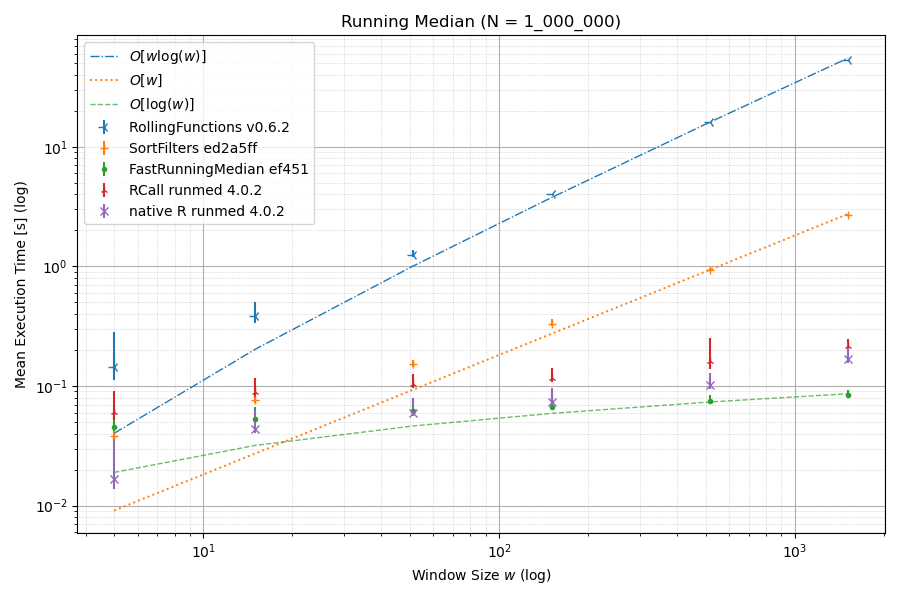 Running Median (N = 1_000_000)
O[wlog(w)]
O[w]
O[log(w)]
RollingFunctions v0.6.2
SortFilters ed2a5ff
FastRunningMedian ef451
RCall runmed 4.0.2
native R runmed 4.0.2
Mean Execution Time [s] (log)
10¹
10⁰
10⁻¹
10⁻²
10¹ 10² 10³
Window Size w (log)